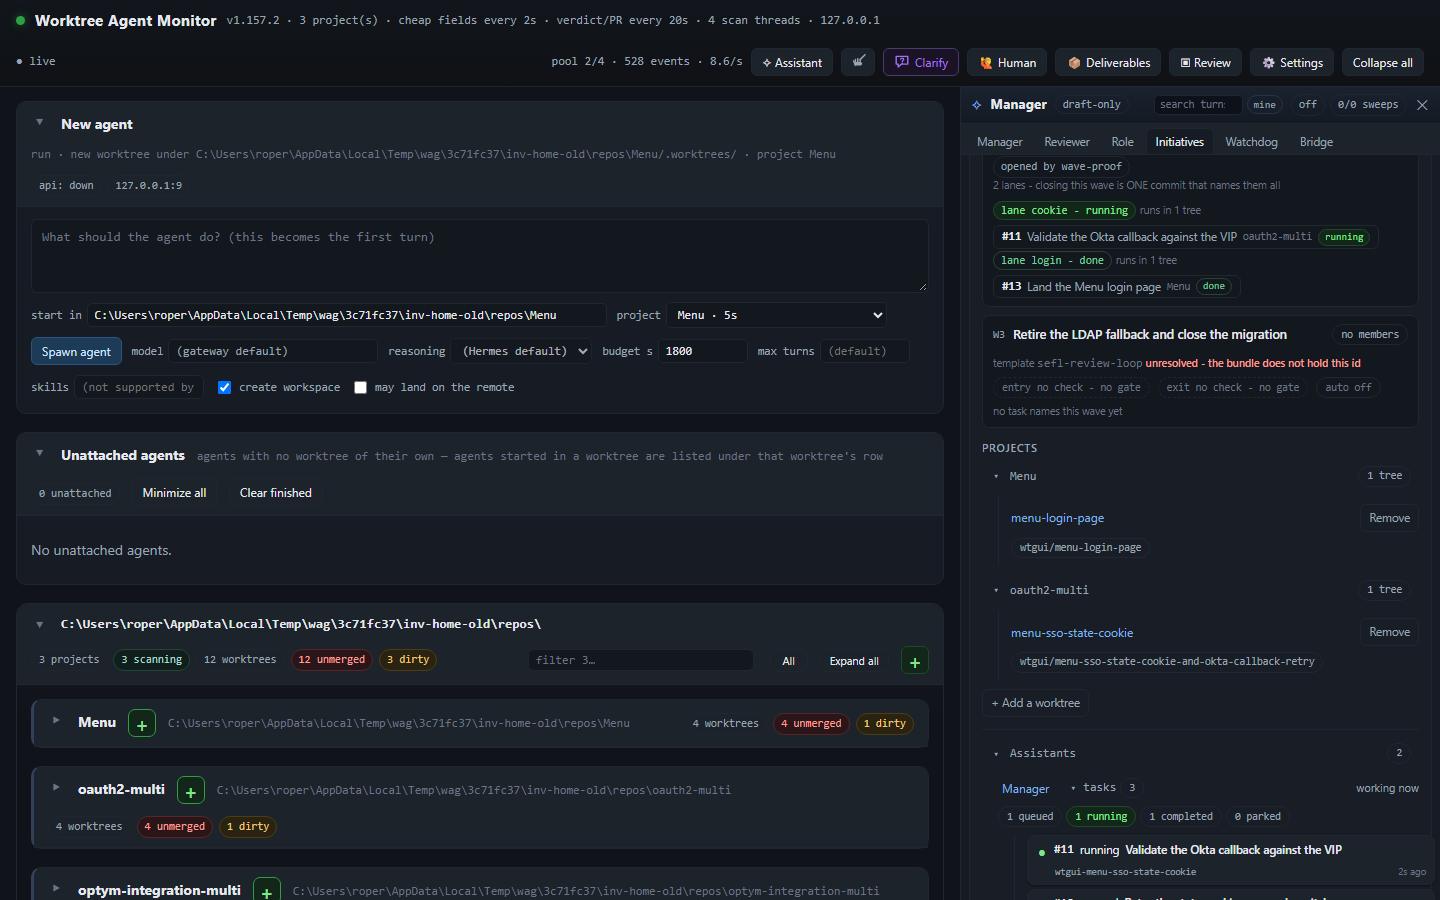 Worktree Agent Monitor v1.157.2 · 3 project(s) · cheap fields every 2s · verdict/PR every 20s · 4 scan threads · 127.0.0.1
live
pool 2/4 · 528 events · 8.6/s
Assistant
Clarify
Human
Deliverables
Review
Settings
Collapse all
New agent
run · new worktree under C:\Users\roper\AppData\Local\Temp\wag\3c71fc37\inv-home-old\repos\Menu/.worktrees/ · project Menu
api: down 127.0.0.1:9
What should the agent do? (this becomes the first turn)
start in C:\Users\roper\AppData\Local\Temp\wag\3c71fc37\inv-home-old\repos\Menu project Menu · 5s
Spawn agent model (gateway default) reasoning (Hermes default) budget s 1800 max turns (default)
skills (not supported by create workspace may land on the remote
Unattached agents agents with no worktree of their own — agents started in a worktree are listed under that worktree's row
0 unattached Minimize all Clear finished
No unattached agents.
C:\Users\roper\AppData\Local\Temp\wag\3c71fc37\inv-home-old\repos\
3 projects 3 scanning 12 worktrees 12 unmerged 3 dirty filter 3… All Expand all +
Menu + C:\Users\roper\AppData\Local\Temp\wag\3c71fc37\inv-home-old\repos\Menu 4 worktrees 4 unmerged 1 dirty
oauth2-multi + C:\Users\roper\AppData\Local\Temp\wag\3c71fc37\inv-home-old\repos\oauth2-multi
4 worktrees 4 unmerged 1 dirty
optym-integration-multi + C:\Users\roper\AppData\Local\Temp\wag\3c71fc37\inv-home-old\repos\optym-integration-multi
Manager draft-only search turn: mine off 0/0 sweeps
Manager Reviewer Role Initiatives Watchdog Bridge
opened by wave-proof
2 lanes - closing this wave is ONE commit that names them all
lane cookie - running runs in 1 tree
#11 Validate the Okta callback against the VIP oauth2-multi running
lane login - done runs in 1 tree
#13 Land the Menu login page Menu done
W3 Retire the LDAP fallback and close the migration no members
template sefl-review-loop unresolved - the bundle does not hold this id
entry no check - no gate exit no check - no gate auto off
no task names this wave yet
PROJECTS
Menu 1 tree
menu-login-page Remove
wtgui/menu-login-page
oauth2-multi 1 tree
menu-sso-state-cookie Remove
wtgui/menu-sso-state-cookie-and-okta-callback-retry
+ Add a worktree
Assistants 2
Manager tasks 3 working now
1 queued 1 running 1 completed 0 parked
#11 running Validate the Okta callback against the VIP
wtgui-menu-sso-state-cookie 2s ago